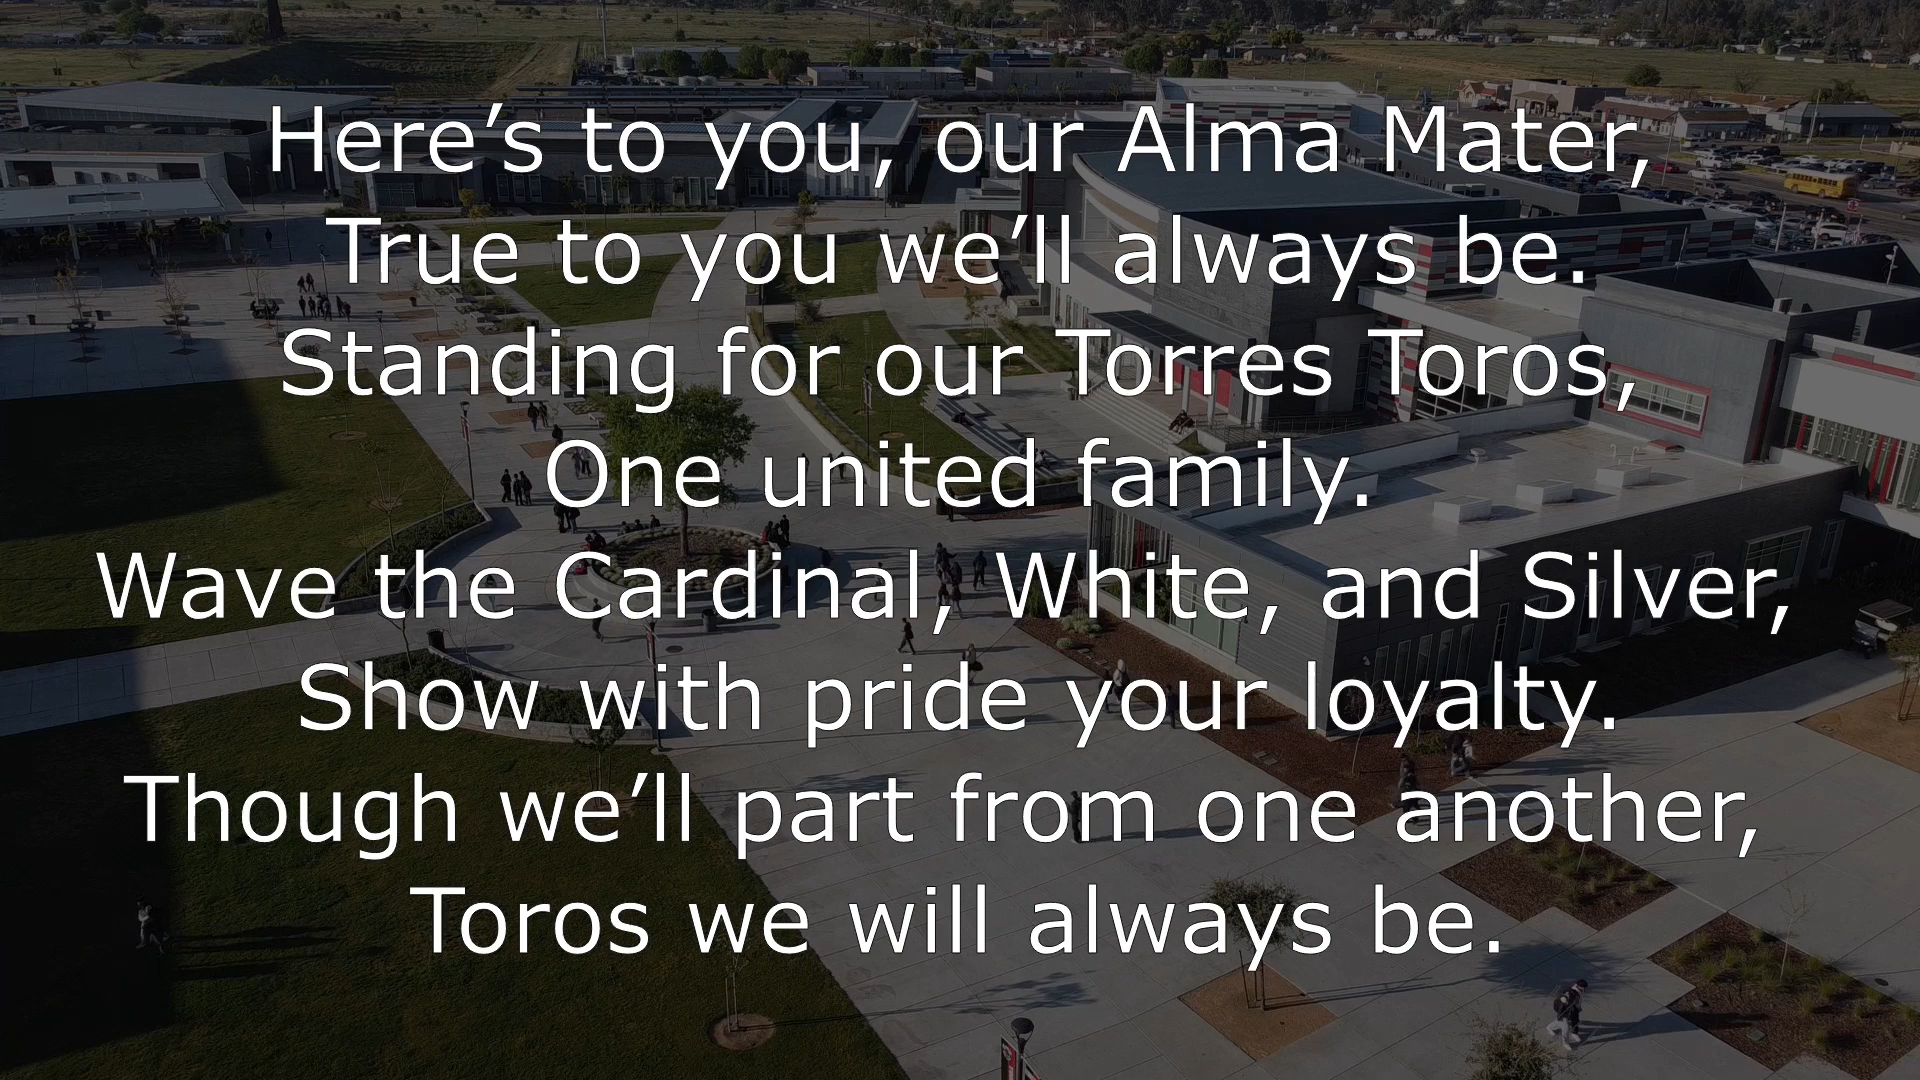 Here’s to you, our Alma Mater,
True to you we’ll always be.
Standing for our Torres Toros,
One united family.
Wave the Cardinal, White, and Silver,
Show with pride your loyalty.
Though we’ll part from one another,
Toros we will always be.